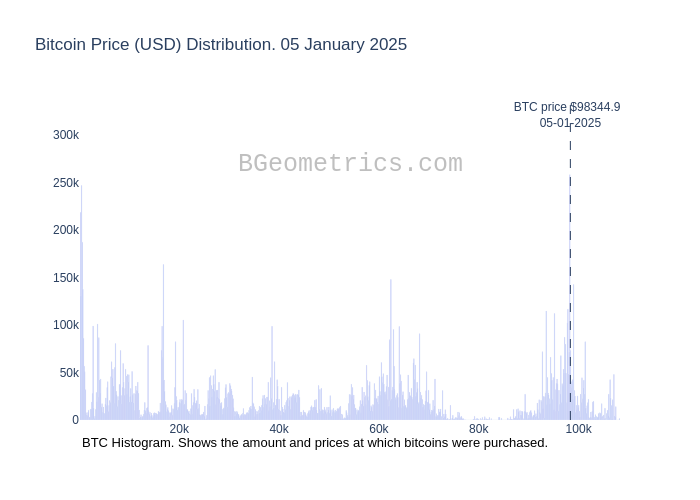 Bitcoin Price (USD) Distribution. 05 January 2025
BTC price $98344.9
05-01-2025
300k
BGeometrics.com
250k
200k
150k
100k
50k
0
20k
40k
60k
80k
100k
BTC Histogram. Shows the amount and prices at which bitcoins were purchased.